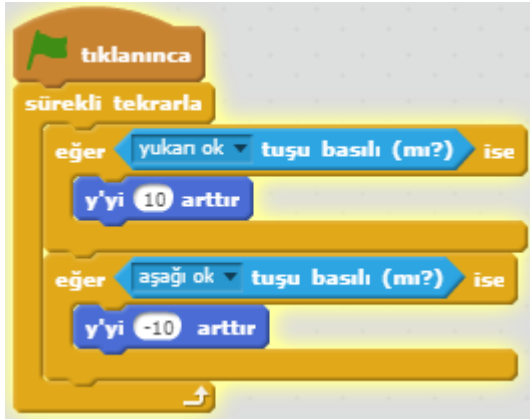 tıklanınca
sürekli tekrarla
eğer yukarı ok tuşu basılı (mı?) ise
y'yi 10 arttır
eğer aşağı ok tuşu basılı (mı?) ise
y'yi -10 arttır